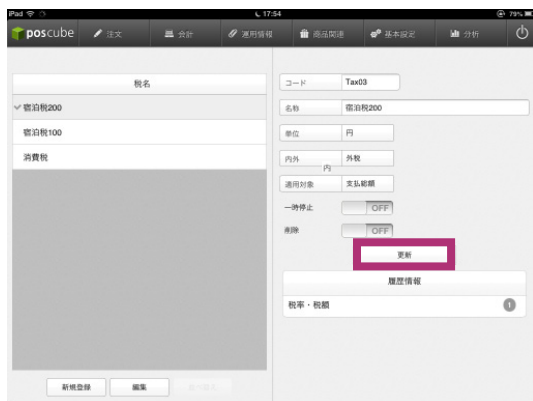 iPad
17:54
79%
poscube
注文
会計
運用情報
商品関連
基本設定
分析
税名
宿泊税200
宿泊税100
消費税
新規登録
編集
並べ替え
コード
Tax03
名称
宿泊税200
単位
円
内外
外税
内
適用対象
支払総額
一時停止
OFF
削除
OFF
更新
履歴情報
税率・税額
1